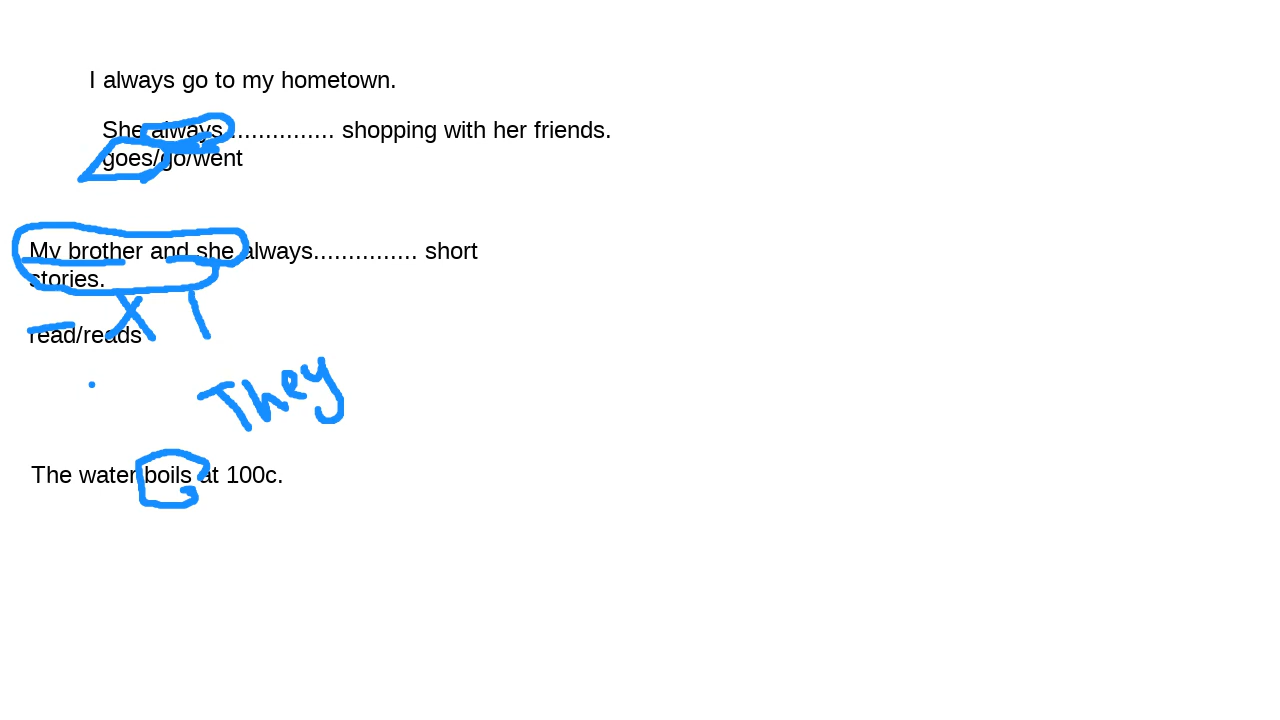 I always go to my hometown.
She always ............... shopping with her friends.
goes/go/went
My brother and she always............... short
stories.
read/reads
They
The water boils at 100c.